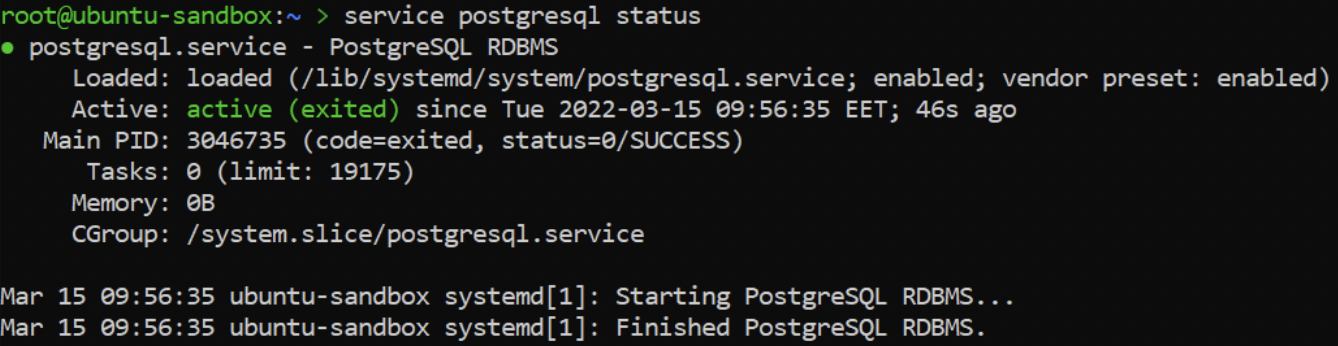 root@ubuntu-sandbox:~ > service postgresql status
● postgresql.service - PostgreSQL RDBMS
Loaded: loaded (/lib/systemd/system/postgresql.service; enabled; vendor preset: enabled)
Active: active (exited) since Tue 2022-03-15 09:56:35 EET; 46s ago
Main PID: 3046735 (code=exited, status=0/SUCCESS)
Tasks: 0 (limit: 19175)
Memory: 0B
CGroup: /system.slice/postgresql.service
Mar 15 09:56:35 ubuntu-sandbox systemd[1]: Starting PostgreSQL RDBMS...
Mar 15 09:56:35 ubuntu-sandbox systemd[1]: Finished PostgreSQL RDBMS.